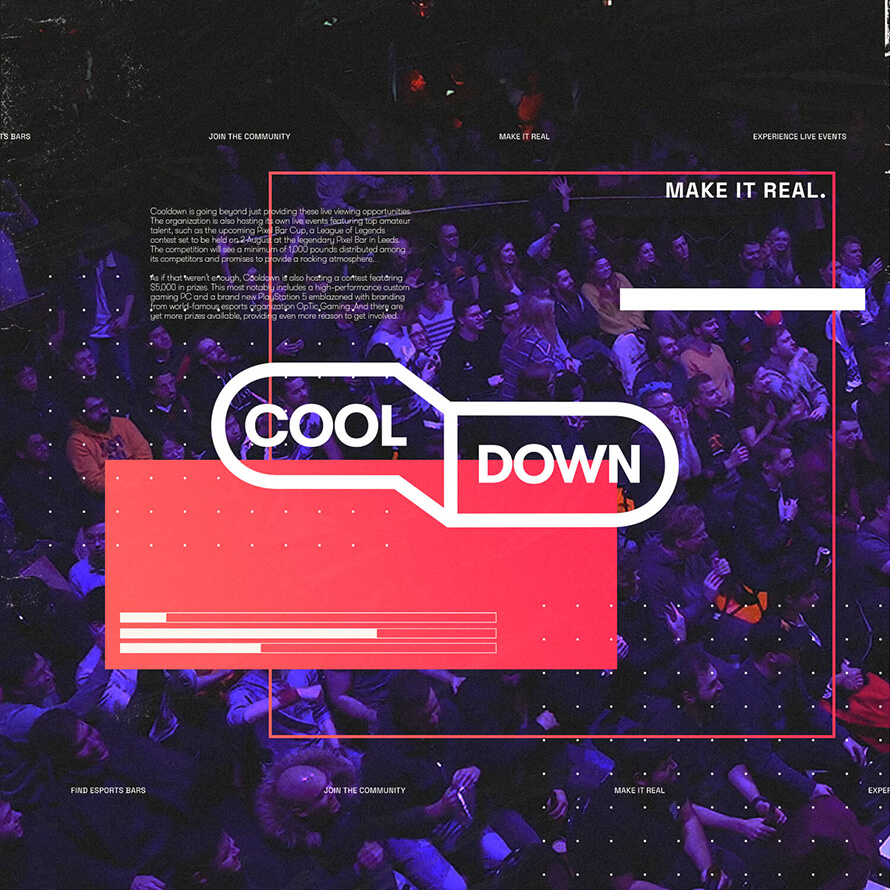 TS BARS
JOIN THE COMMUNITY
MAKE IT REAL
EXPERIENCE LIVE EVENTS
MAKE IT REAL.
Cooldown is going beyond just providing these live viewing opportunities.
The organization is also hosting its own live events featuring top amateur
talent, such as the upcoming Pixel Bar Cup, a League of Legends
contest set to be held on 2 August at the legendary Pixel Bar in Leeds.
The competition will see a minimum of 1,000 pounds distributed among
its competitors and promises to provide a rocking atmosphere.
As if that weren't enough, Cooldown is also hosting a contest featuring
$5,000 in prizes. This most notably includes a high-performance custom
gaming PC and a brand new PlayStation 5 emblazoned with branding
from world-famous esports organization OpTic Gaming. And there are
yet more prizes available, providing even more reason to get involved.
COOL
DOWN
FIND ESPORTS BARS
JOIN THE COMMUNITY
MAKE IT REAL
EXPER